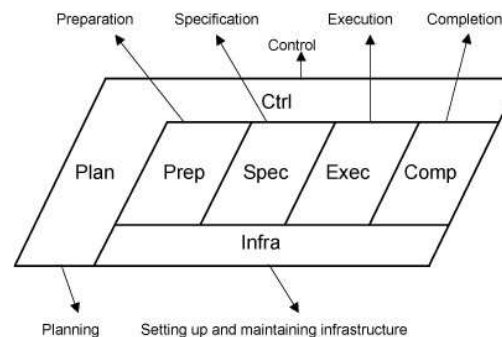 Preparation Specification Execution Completion
Control
Ctrl
Plan Prep Spec Exec Comp
Infra
Planning Setting up and maintaining infrastructure